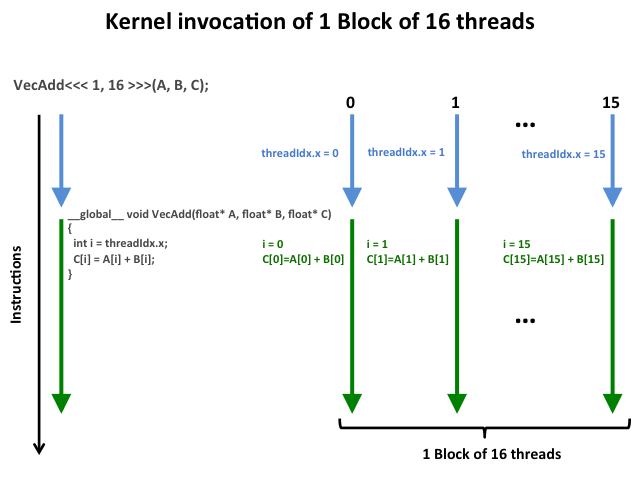 Kernel invocation of 1 Block of 16 threads
VecAdd<<< 1, 16 >>>(A, B, C);
0 1 ... 15
threadIdx.x = 0 threadIdx.x = 1 threadIdx.x = 15
__global__ void VecAdd(float* A, float* B, float* C)
{
int i = threadIdx.x;
C[i] = A[i] + B[i];
}
i = 0
C[0]=A[0] + B[0]
i = 1
C[1]=A[1] + B[1]
i = 15
C[15]=A[15] + B[15]
...
Instructions
1 Block of 16 threads